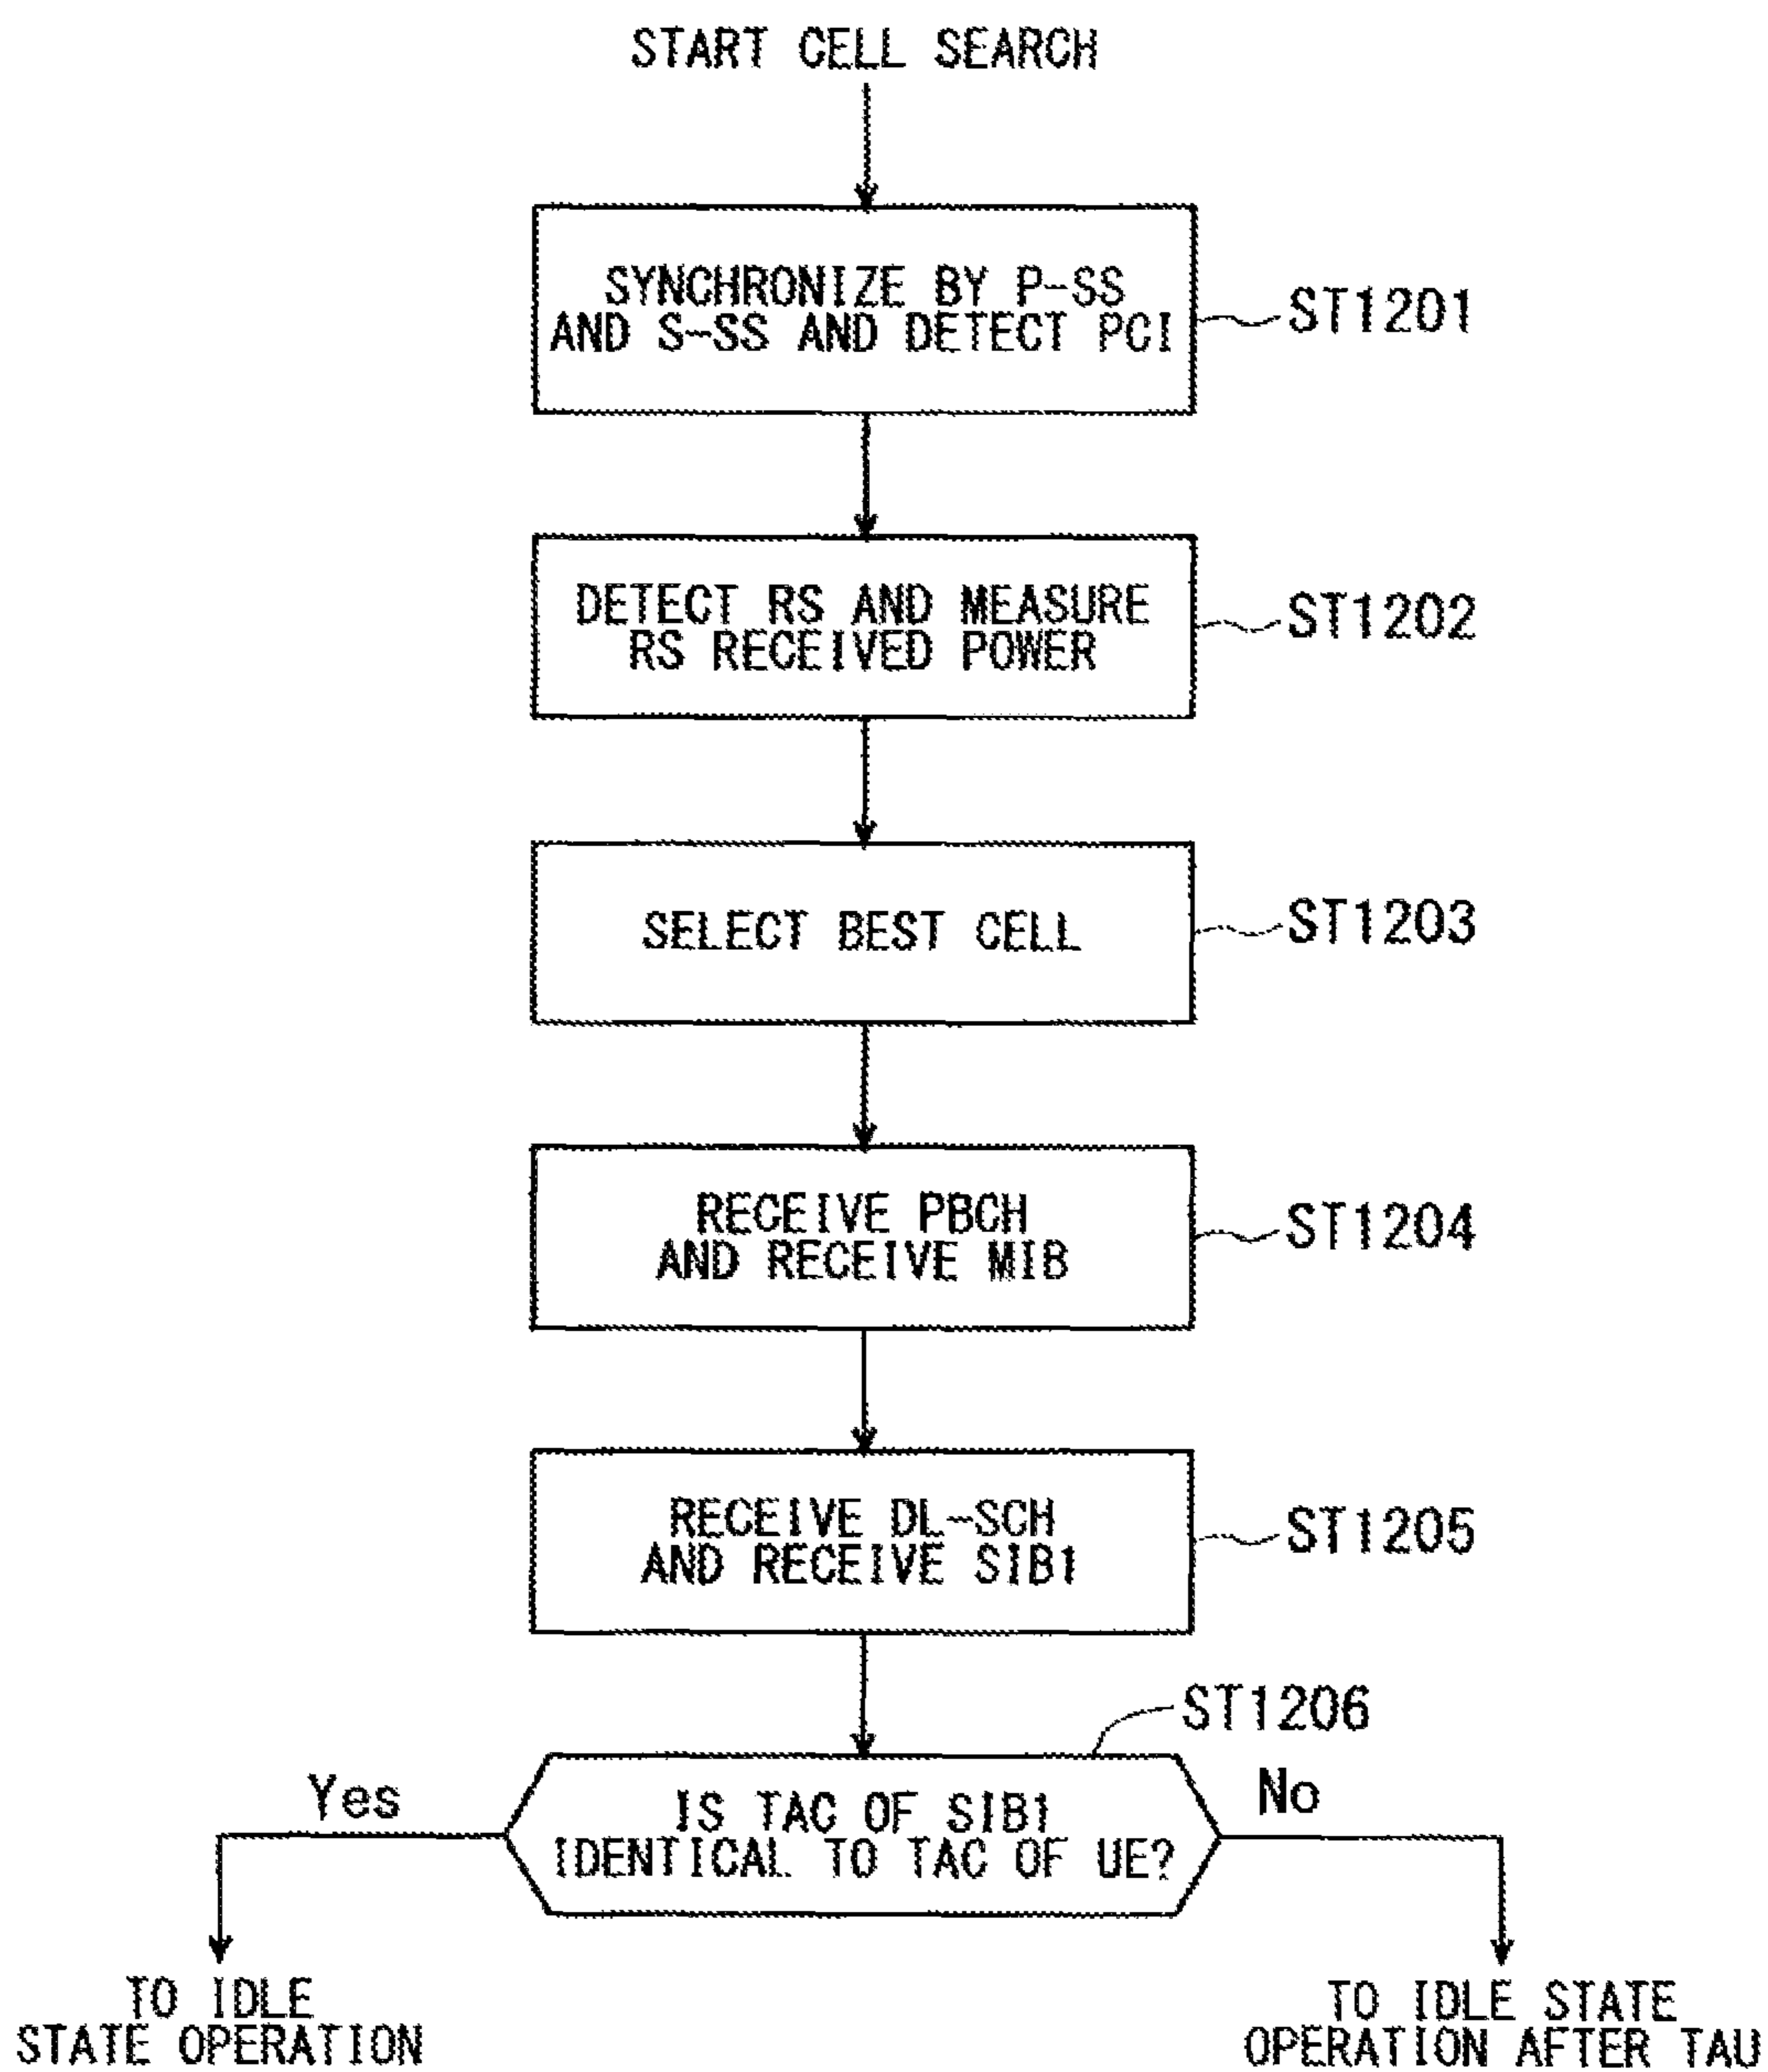 START CELL SEARCH
SYNCHRONIZE BY P-SS
AND S-SS AND DETECT PCI
ST1201
DETECT RS AND MEASURE
RS RECEIVED POWER
ST1202
SELECT BEST CELL
ST1203
RECEIVE PBCH
AND RECEIVE MIB
ST1204
RECEIVE DL-SCH
AND RECEIVE SIB1
ST1205
ST1206
Yes
IS TAC OF SIB1
IDENTICAL TO TAC OF UE?
No
TO IDLE
STATE OPERATION
TO IDLE STATE
OPERATION AFTER TAU